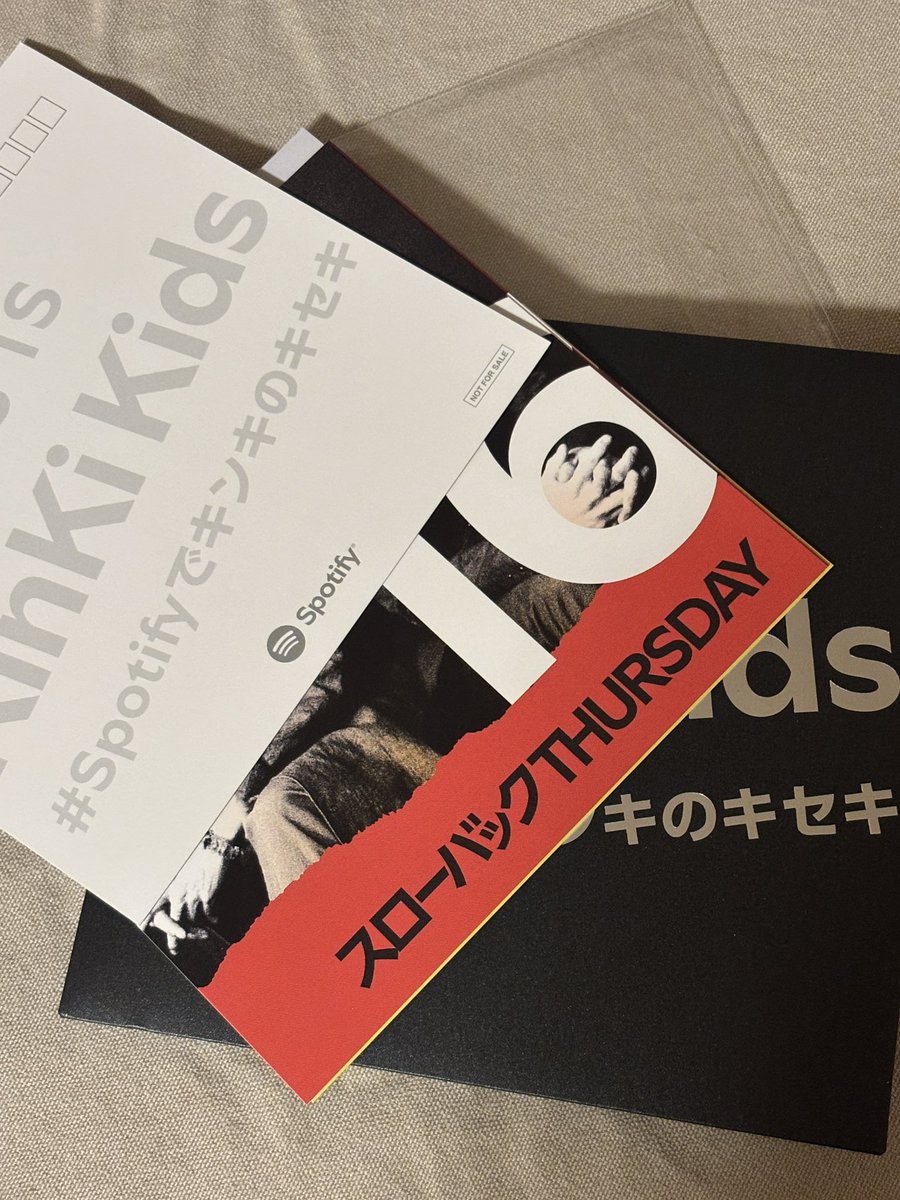 is
KinKi Kids
#Spotifyでキンキのキセキ
NOT FOR SALE
Spotify
16
スローバックTHURSDAY
ds
キのキセキ